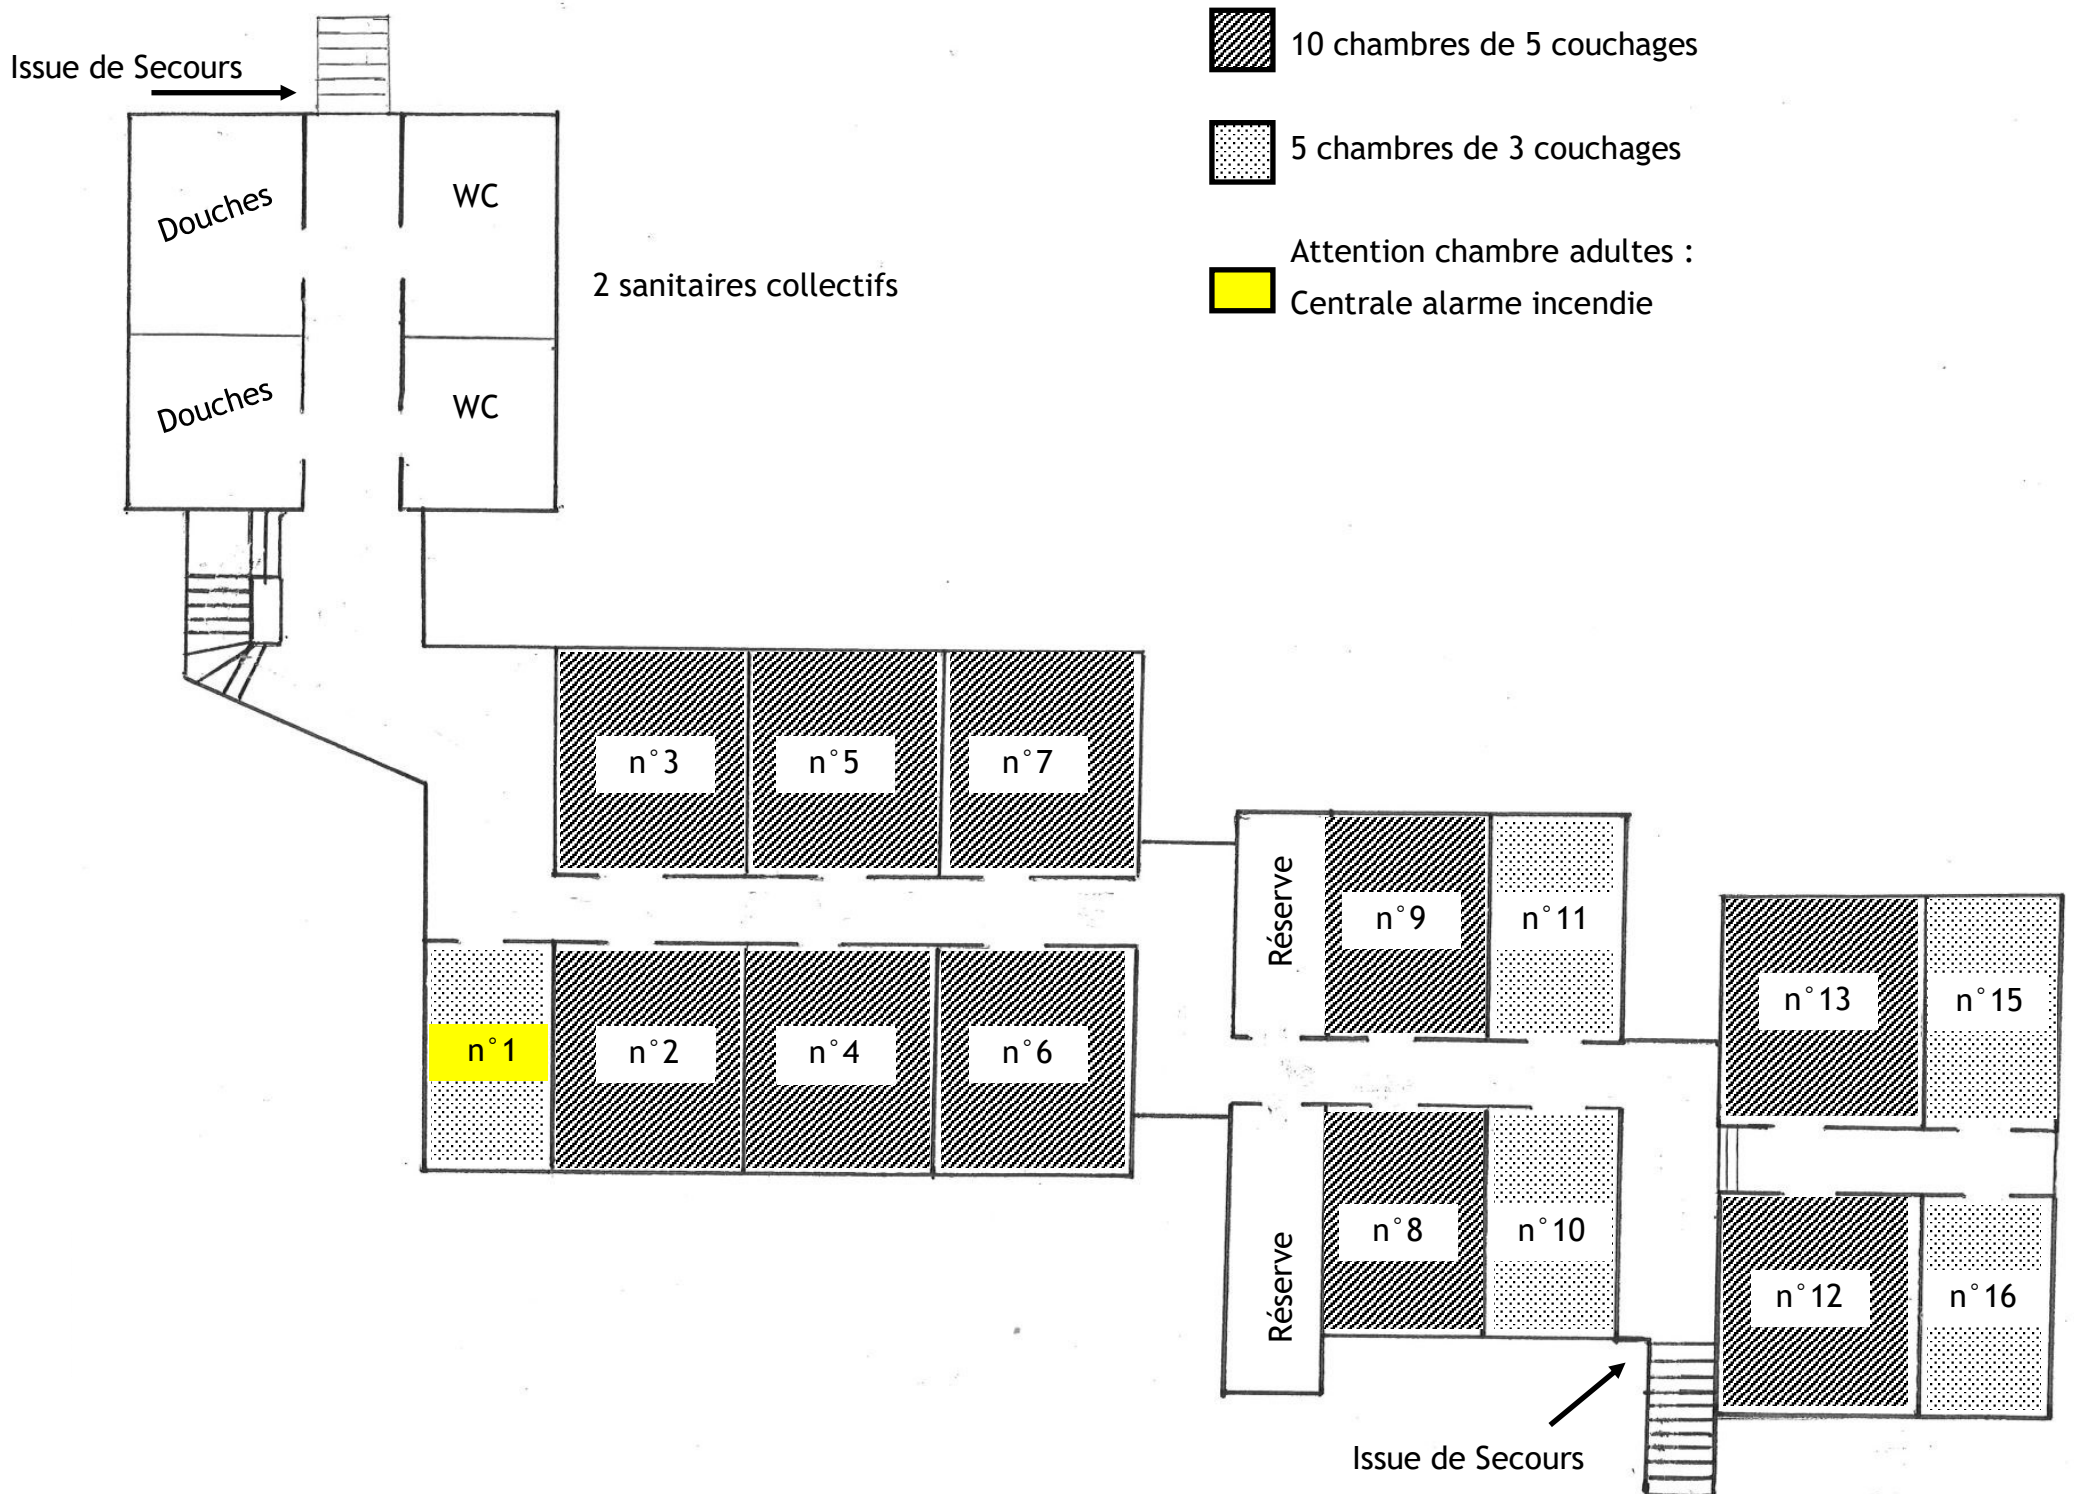 Issue de Secours
10 chambres de 5 couchages
5 chambres de 3 couchages
Attention chambre adultes :
Centrale alarme incendie
Douches
WC
2 sanitaires collectifs
Douches
WC
n°3
n°5
n°7
Réserve
n°9
n°11
n°13
n°15
n°1
n°2
n°4
n°6
Réserve
n°8
n°10
n°12
n°16
Issue de Secours